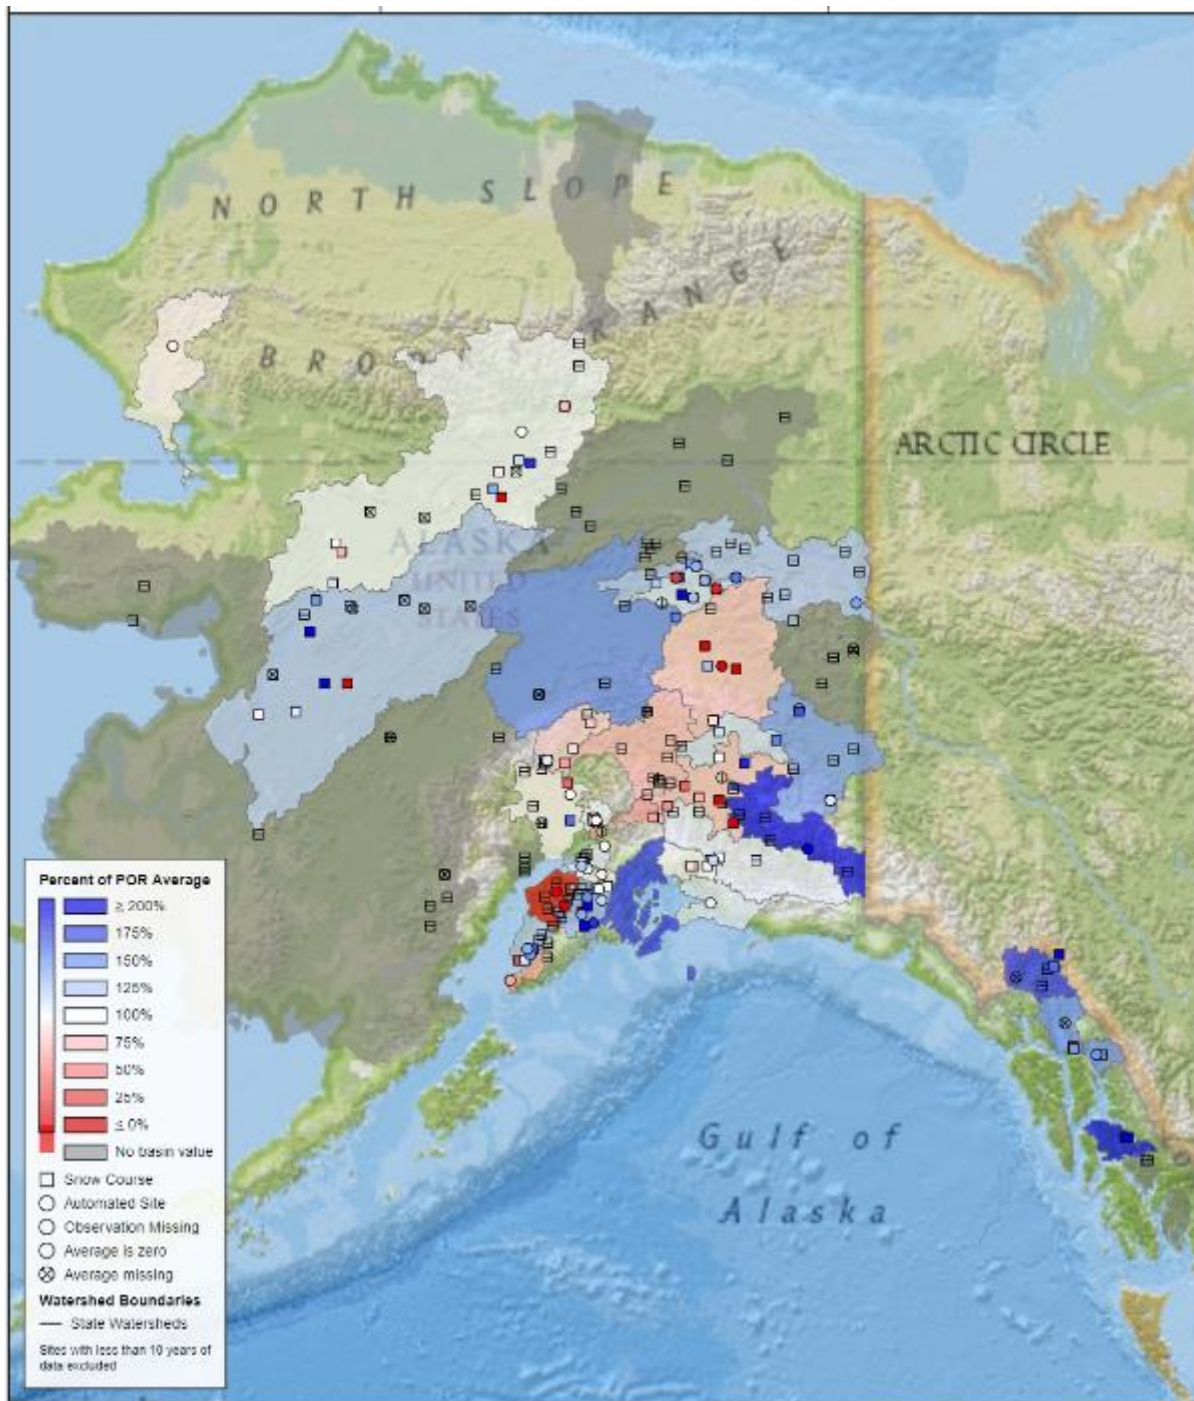 NORTH SLOPE
BROOKS RANGE
ARCTIC CIRCLE
ALASKA
UNITED
STATES
Percent of POR Average
≥ 200%
175%
150%
125%
100%
75%
50%
25%
≤ 0%
No basin value
Snow Course
Automated Site
Observation Missing
Average is zero
Average missing
Watershed Boundaries
State Watersheds
Sites with less than 10 years of
data excluded
Gulf of
Alaska